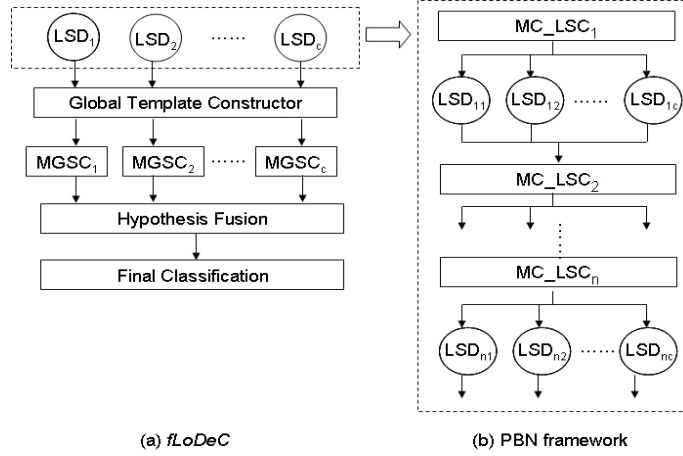 LSD1 LSD2 ...... LSDc
Global Template Constructor
MGSC1 MGSC2 ...... MGSCc
Hypothesis Fusion
Final Classification
(a) fLoDeC
MC_LSC1
LSD11 LSD12 ...... LSD1c
MC_LSC2
......
MC_LSCn
LSDn1 LSDn2 ...... LSDnc
(b) PBN framework